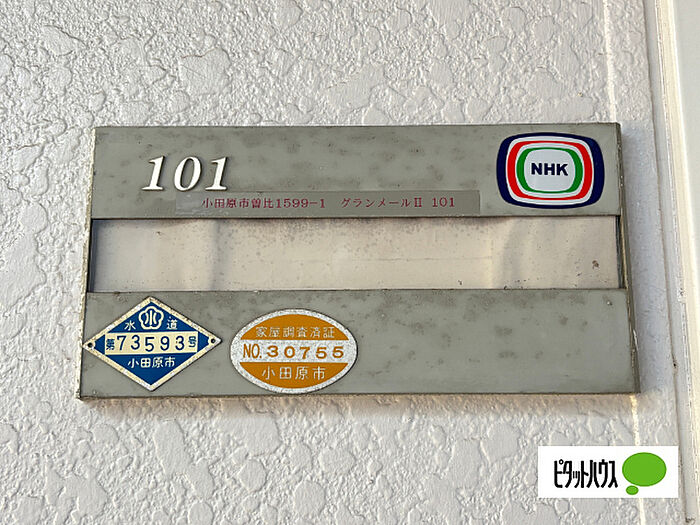 101
NHK
小田原市曽比1599-1 グランメールⅡ 101
水道
第73593号
小田原市
家屋調査済証
NO.30755
小田原市
ピタットハウス